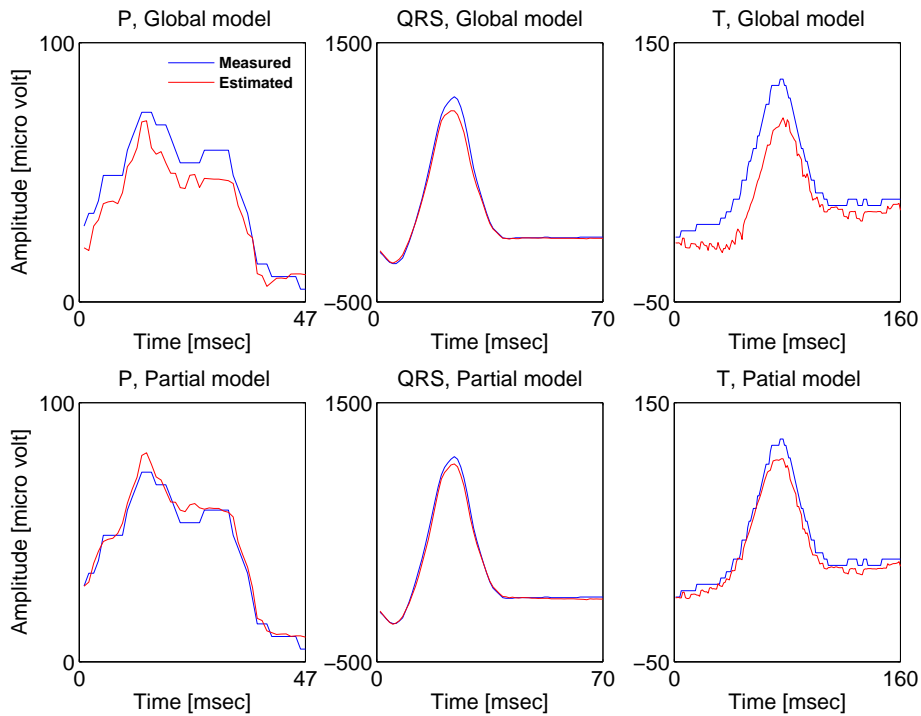 P, Global model
QRS, Global model
T, Global model
100
0
47
Amplitude [micro volt]
Time [msec]
Measured
Estimated
1500
−500
0
70
Time [msec]
150
−50
0
160
Time [msec]
P, Partial model
QRS, Partial model
T, Patial model
100
0
0
47
Amplitude [micro volt]
Time [msec]
1500
−500
0
70
Time [msec]
150
−50
0
160
Time [msec]